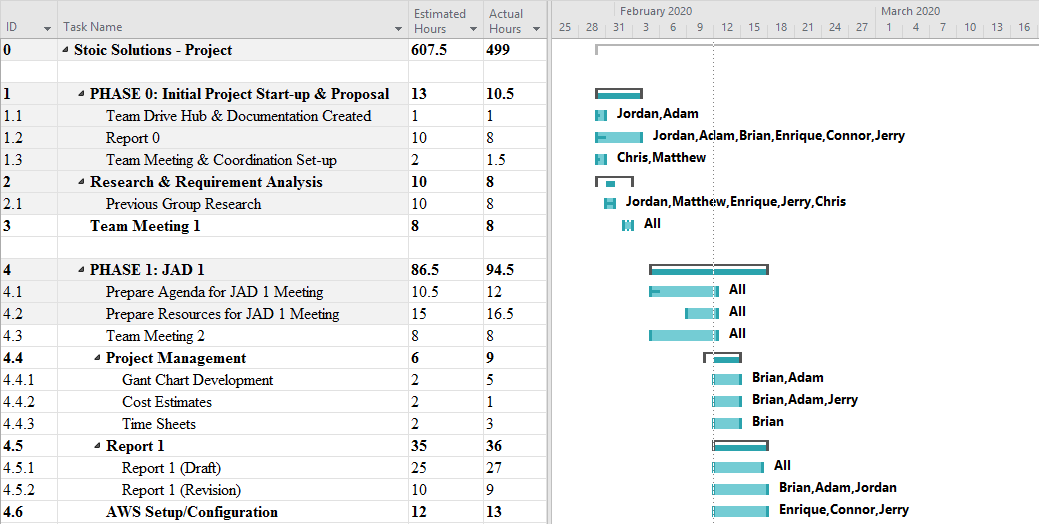 Estimated Actual February 2020 March 2020
ID Task Name Hours Hours 25 28 31 3 6 9 12 15 18 21 24 27 1 4 7 10 13 16
0 Stoic Solutions - Project 607.5 499
1 PHASE 0: Initial Project Start-up & Proposal 13 10.5
1.1 Team Drive Hub & Documentation Created 1 1 Jordan,Adam
1.2 Report 0 10 8 Jordan,Adam,Brian,Enrique,Connor,Jerry
1.3 Team Meeting & Coordination Set-up 2 1.5 Chris,Matthew
2 Research & Requirement Analysis 10 8
2.1 Previous Group Research 10 8 Jordan,Matthew,Enrique,Jerry,Chris
3 Team Meeting 1 8 8 All
4 PHASE 1: JAD 1 86.5 94.5
4.1 Prepare Agenda for JAD 1 Meeting 10.5 12 All
4.2 Prepare Resources for JAD 1 Meeting 15 16.5 All
4.3 Team Meeting 2 8 8 All
4.4 Project Management 6 9
4.4.1 Gant Chart Development 2 5 Brian,Adam
4.4.2 Cost Estimates 2 1 Brian,Adam,Jerry
4.4.3 Time Sheets 2 3 Brian
4.5 Report 1 35 36
4.5.1 Report 1 (Draft) 25 27 All
4.5.2 Report 1 (Revision) 10 9 Brian,Adam,Jordan
4.6 AWS Setup/Configuration 12 13 Enrique,Connor,Jerry